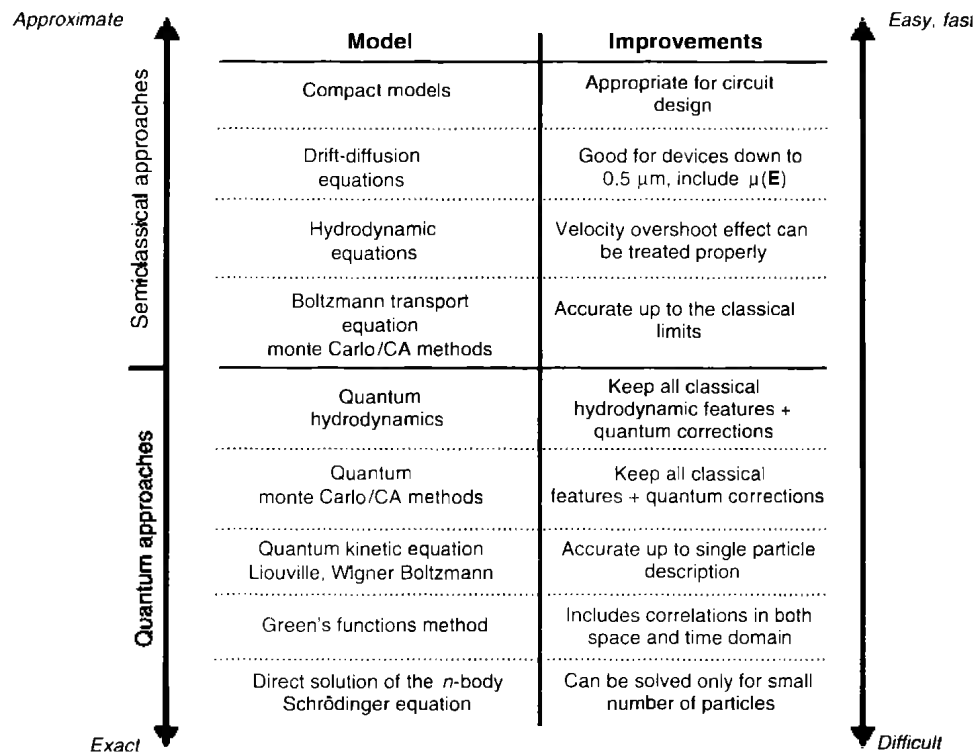 Approximate
Easy, fast
Model
Improvements
Semiclassical approaches
Compact models
Appropriate for circuit
design
Drift-diffusion
equations
Good for devices down to
0.5 μm, include μ(E)
Hydrodynamic
equations
Velocity overshoot effect can
be treated properly
Boltzmann transport
equation
monte Carlo/CA methods
Accurate up to the classical
limits
Quantum approaches
Quantum
hydrodynamics
Keep all classical
hydrodynamic features +
quantum corrections
Quantum
monte Carlo/CA methods
Keep all classical
features + quantum corrections
Quantum kinetic equation
Liouville, Wigner Boltzmann
Accurate up to single particle
description
Green's functions method
Includes correlations in both
space and time domain
Direct solution of the n-body
Schrödinger equation
Can be solved only for small
number of particles
Exact
Difficult